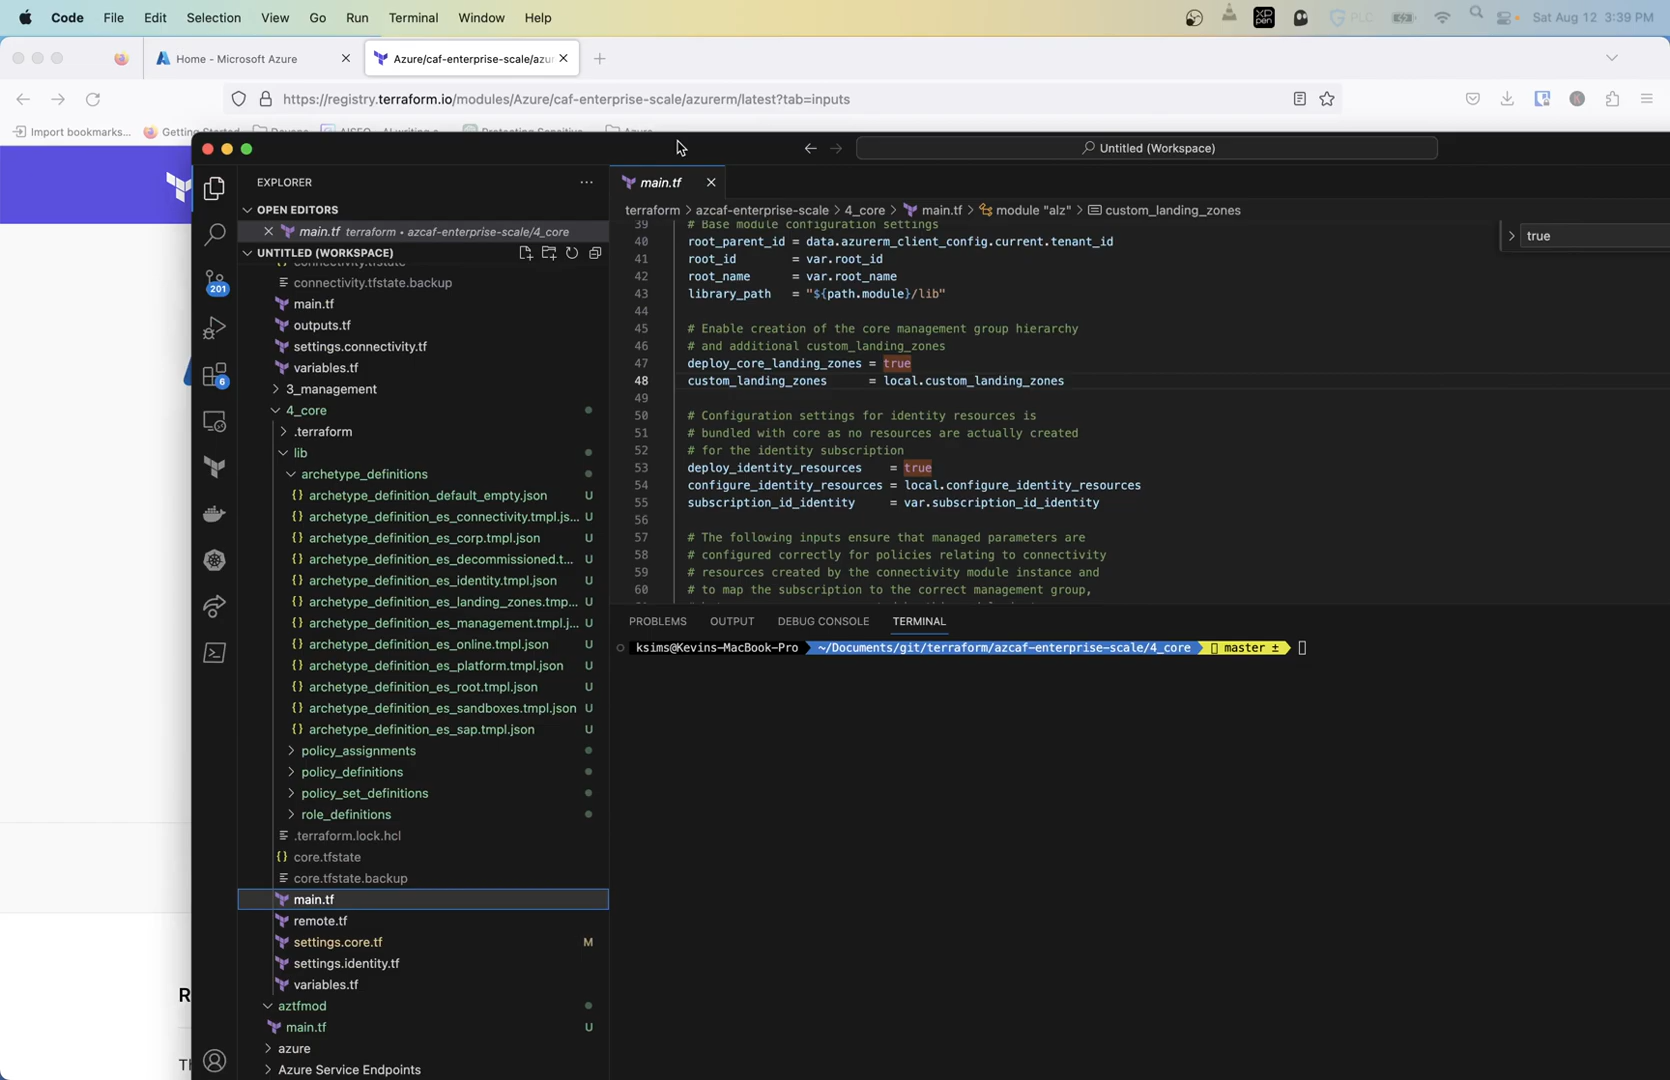 Code File Edit Selection View Go Run Terminal Window Help
XP pen
PLC
Sat Aug 12 3:39 PM
Home - Microsoft Azure
Azure/caf-enterprise-scale/azur
https://registry.terraform.io/modules/Azure/caf-enterprise-scale/azurerm/latest?tab=inputs
Import bookmarks...
Getting Started
Devops
Protecting Sensitive
Azure
Untitled (Workspace)
EXPLORER
OPEN EDITORS
main.tf terraform • azcaf-enterprise-scale/4_core
UNTITLED (WORKSPACE)
connectivity.tfstate
connectivity.tfstate.backup
main.tf
outputs.tf
settings.connectivity.tf
variables.tf
3_management
4_core
.terraform
lib
archetype_definitions
archetype_definition_default_empty.json U
archetype_definition_es_connectivity.tmpl.js... U
archetype_definition_es_corp.tmpl.json U
archetype_definition_es_decommissioned.t... U
archetype_definition_es_identity.tmpl.json U
archetype_definition_es_landing_zones.tmp... U
archetype_definition_es_management.tmpl.j... U
archetype_definition_es_online.tmpl.json U
archetype_definition_es_platform.tmpl.json U
archetype_definition_es_root.tmpl.json U
archetype_definition_es_sandboxes.tmpl.json U
archetype_definition_es_sap.tmpl.json U
policy_assignments
policy_definitions
policy_set_definitions
role_definitions
.terraform.lock.hcl
core.tfstate
core.tfstate.backup
main.tf
remote.tf
settings.core.tf M
settings.identity.tf
variables.tf
aztfmod
main.tf U
azure
Azure Service Endpoints
201
6
R
Th
main.tf
terraform > azcaf-enterprise-scale > 4_core > main.tf > module "alz" > custom_landing_zones
true
39 # Base module configuration settings
40 root_parent_id = data.azurerm_client_config.current.tenant_id
41 root_id = var.root_id
42 root_name = var.root_name
43 library_path = "${path.module}/lib"
44
45 # Enable creation of the core management group hierarchy
46 # and additional custom_landing_zones
47 deploy_core_landing_zones = true
48 custom_landing_zones = local.custom_landing_zones
49
50 # Configuration settings for identity resources is
51 # bundled with core as no resources are actually created
52 # for the identity subscription
53 deploy_identity_resources = true
54 configure_identity_resources = local.configure_identity_resources
55 subscription_id_identity = var.subscription_id_identity
56
57 # The following inputs ensure that managed parameters are
58 # configured correctly for policies relating to connectivity
59 # resources created by the connectivity module instance and
60 # to map the subscription to the correct management group,
PROBLEMS OUTPUT DEBUG CONSOLE TERMINAL
ksims@Kevins-MacBook-Pro ~/Documents/git/terraform/azcaf-enterprise-scale/4_core master ±